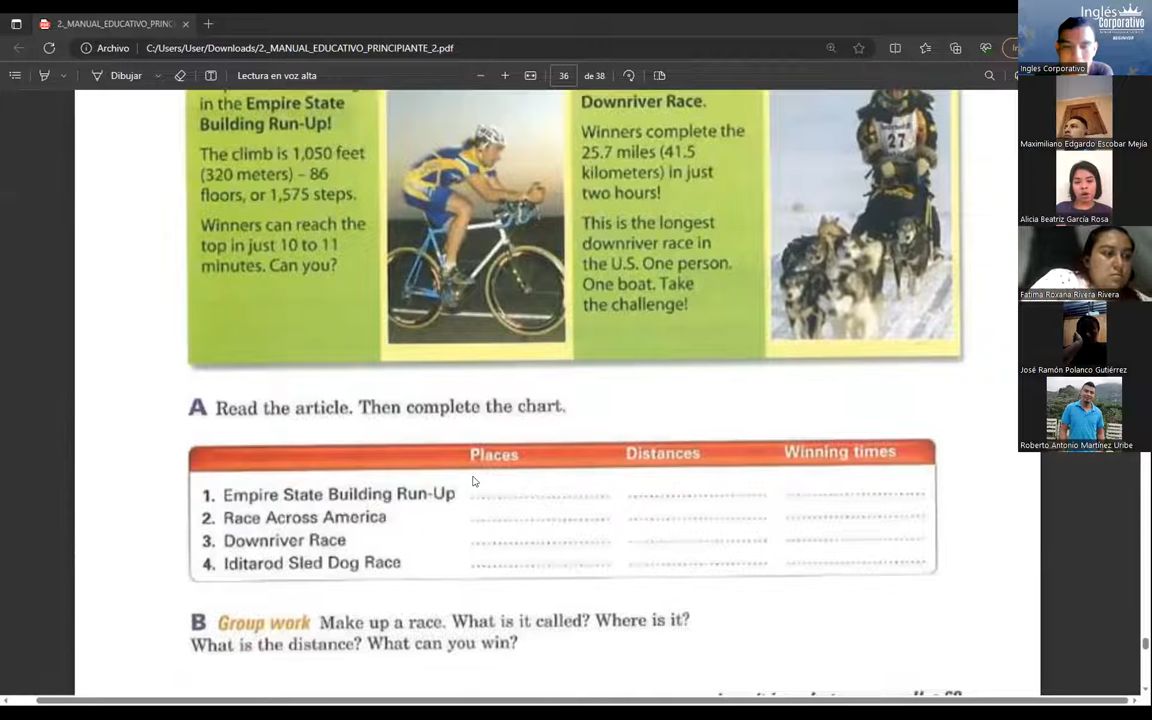 2._MANUAL_EDUCATIVO_PRINC
Archivo
C:/Users/User/Downloads/2._MANUAL_EDUCATIVO_PRINCIPIANTE_2.pdf
Dibujar
Lectura en voz alta
36
de 38
in the Empire State
Building Run-Up!
The climb is 1,050 feet
(320 meters) – 86
floors, or 1,575 steps.
Winners can reach the
top in just 10 to 11
minutes. Can you?
Downriver Race.
Winners complete the
25.7 miles (41.5
kilometers) in just
two hours!
This is the longest
downriver race in
the U.S. One person.
One boat. Take
the challenge!
27
A Read the article. Then complete the chart.
Places Distances Winning times
1. Empire State Building Run-Up
2. Race Across America
3. Downriver Race
4. Iditarod Sled Dog Race
B Group work Make up a race. What is it called? Where is it?
What is the distance? What can you win?
Inglés
Corporativo
BEGINNER
Ingles Corporativo
Maximiliano Edgardo Escobar Mejía
Alicia Beatriz García Rosa
Fatima Roxana Rivera Rivera
José Ramón Polanco Gutiérrez
Roberto Antonio Martínez Uribe